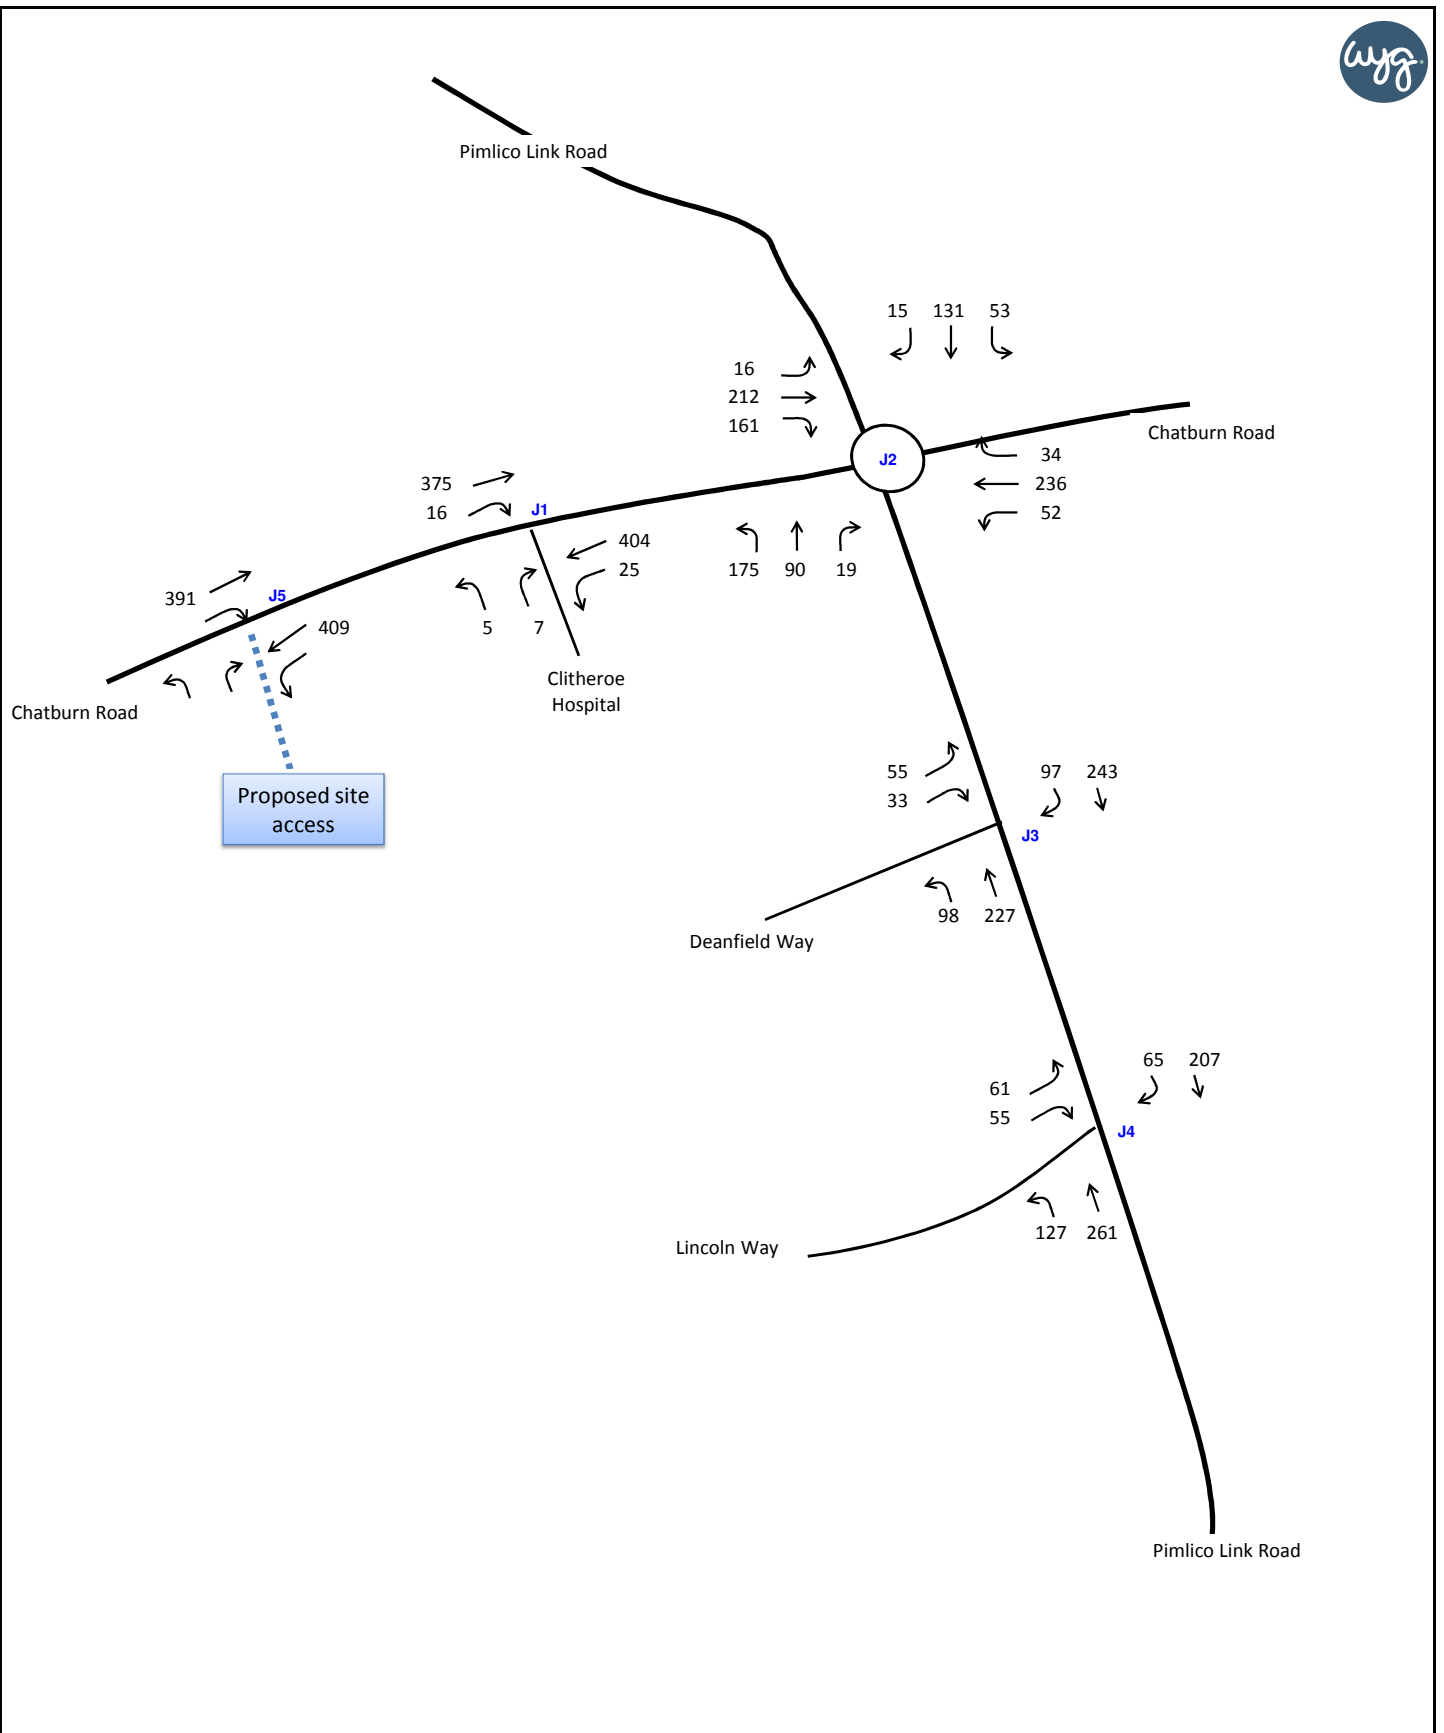 wyg.
Pimlico Link Road
15 131 53
16
212
161
Chatburn Road
J2
34
236
52
375
16
J1
404
25
175 90 19
391
J5
409
5 7
Clitheroe
Hospital
Chatburn Road
Proposed site
access
55
33
97 243
J3
98 227
Deanfield Way
65 207
61
55
J4
127 261
Lincoln Way
Pimlico Link Road